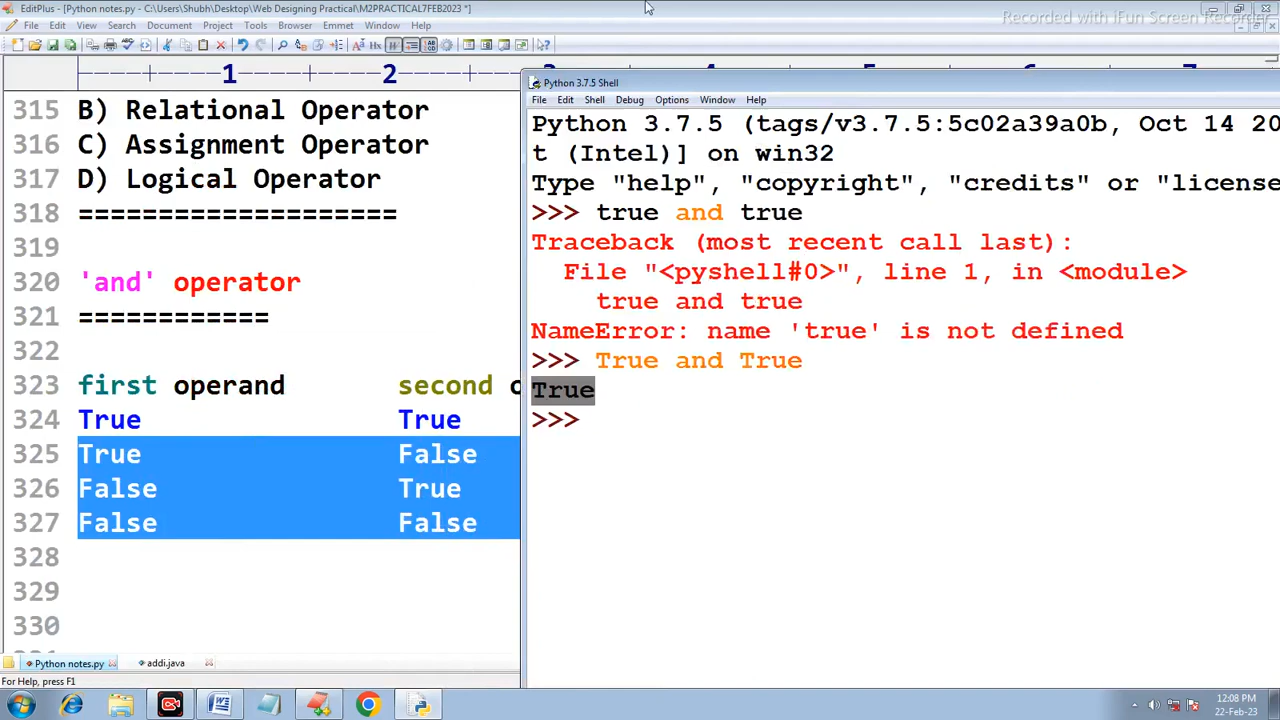 EditPlus - [Python notes.py - C:\Users\Shubh\Desktop\Web Designing Practical\M2PRACTICAL7FEB2023 *]
File Edit View Search Document Project Tools Browser Emmet Window Help
Recorded with iFun Screen Recorder
1 2
315 B) Relational Operator
316 C) Assignment Operator
317 D) Logical Operator
318 ====================
319
320 'and' operator
321 ============
322
323 first operand second o
324 True True
325 True False
326 False True
327 False False
328
329
330
Python notes.py addi.java
For Help, press F1
Python 3.7.5 Shell
File Edit Shell Debug Options Window Help
Python 3.7.5 (tags/v3.7.5:5c02a39a0b, Oct 14 20
t (Intel)] on win32
Type "help", "copyright", "credits" or "license
>>> true and true
Traceback (most recent call last):
File "<pyshell#0>", line 1, in <module>
true and true
NameError: name 'true' is not defined
>>> True and True
True
>>>
12:08 PM
22-Feb-23